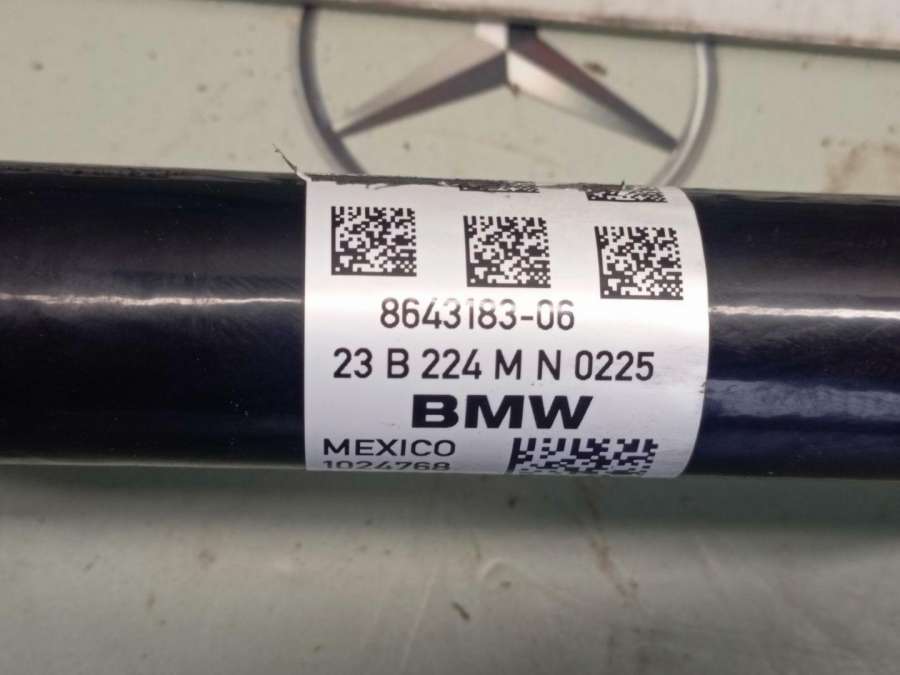 8643183-06
23 B 224 M N 0225
BMW
MEXICO
1024768